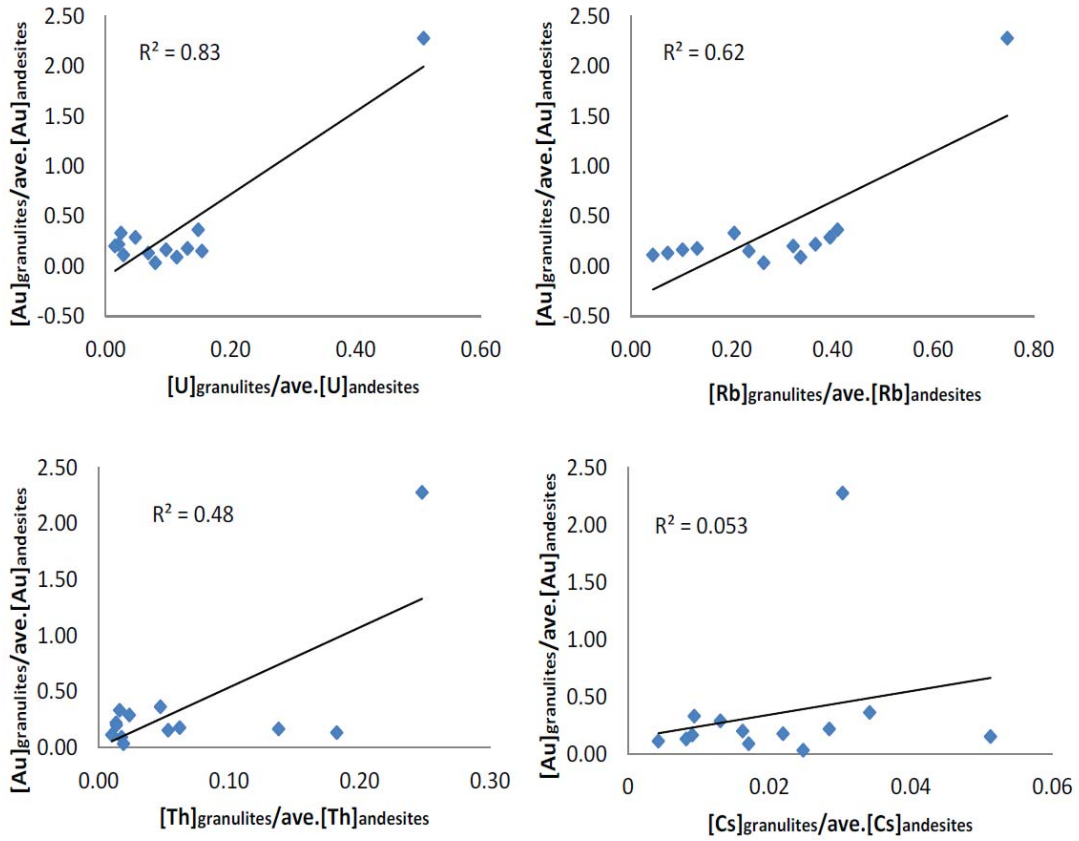 [Au]granulites/ave.[Au]andesites
2.50
2.00
1.50
1.00
0.50
0.00
-0.50
R² = 0.83
0.00 0.20 0.40 0.60
[U]granulites/ave.[U]andesites
[Au]granulites/ave.[Au]andesites
2.50
2.00
1.50
1.00
0.50
0.00
-0.50
R² = 0.62
0.00 0.20 0.40 0.60 0.80
[Rb]granulites/ave.[Rb]andesites
[Au]granulites/ave.[Au]andesites
2.50
2.00
1.50
1.00
0.50
0.00
R² = 0.48
0.00 0.10 0.20 0.30
[Th]granulites/ave.[Th]andesites
[Au]granulites/ave.[Au]andesites
2.50
2.00
1.50
1.00
0.50
0.00
R² = 0.053
0 0.02 0.04 0.06
[Cs]granulites/ave.[Cs]andesites